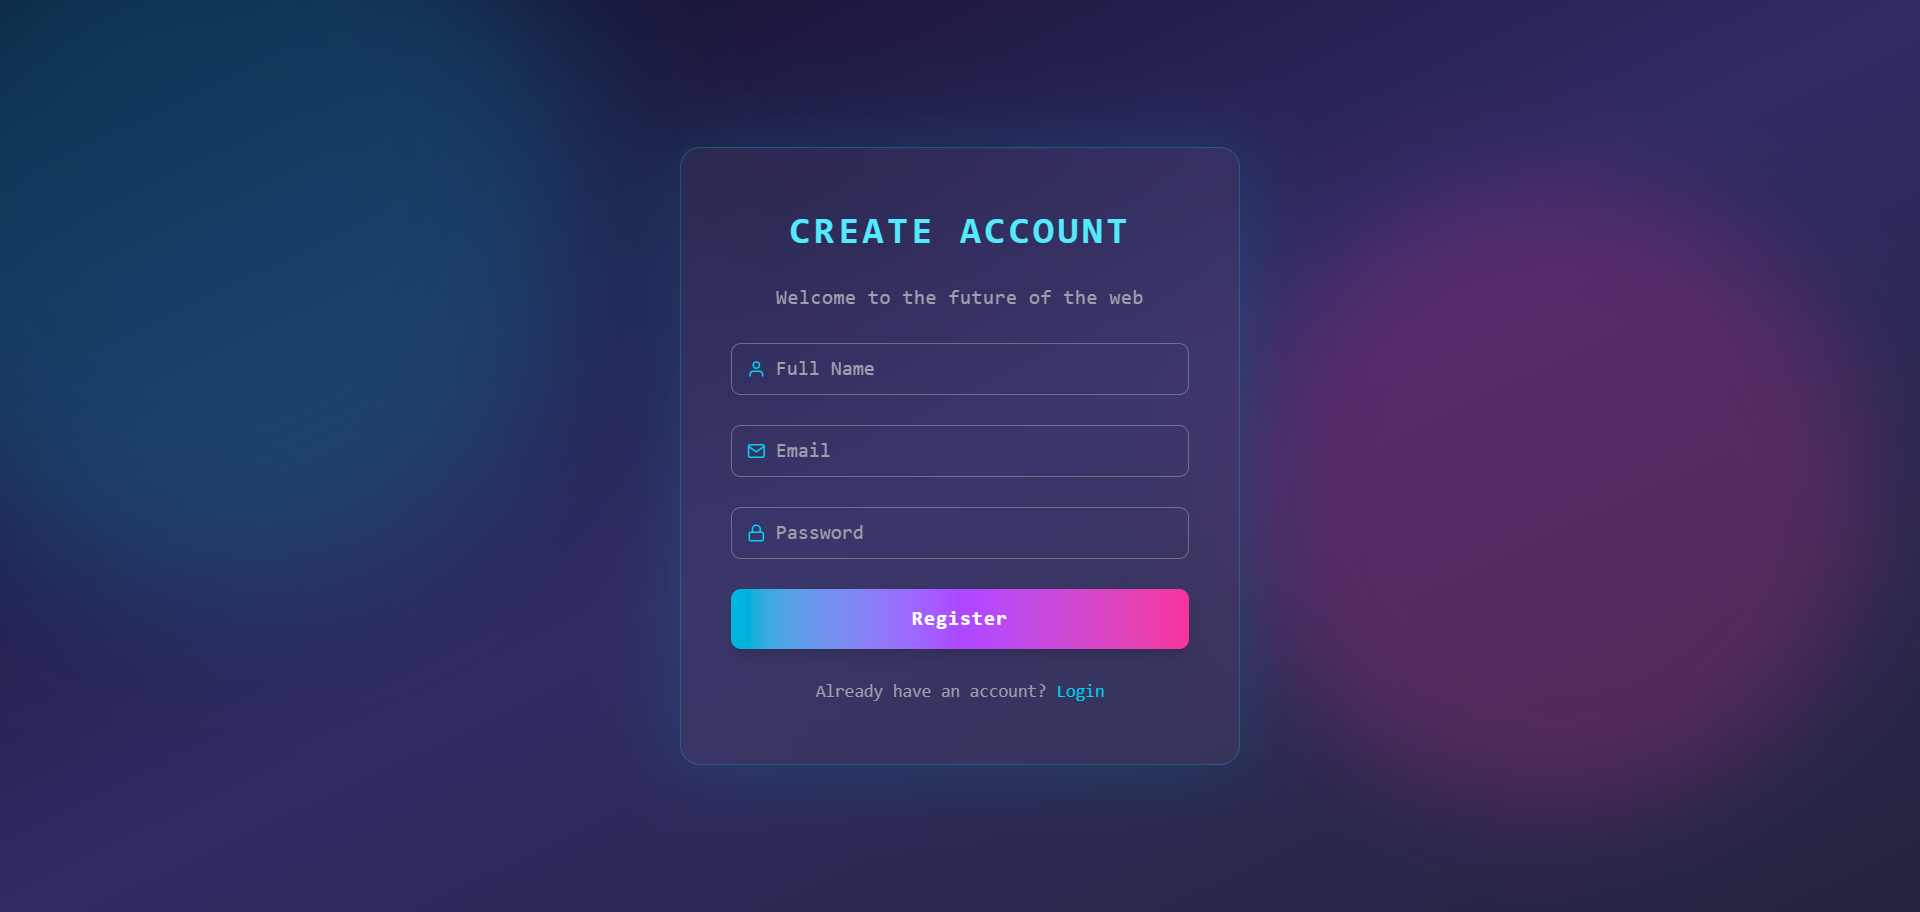 CREATE ACCOUNT
Welcome to the future of the web
Full Name
Email
Password
Register
Already have an account? Login